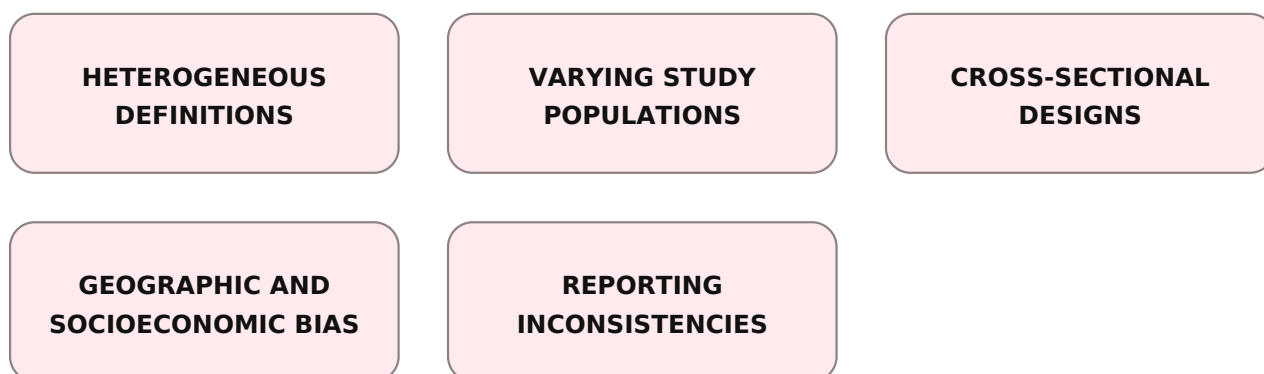 HETEROGENEOUS
DEFINITIONS
VARYING STUDY
POPULATIONS
CROSS-SECTIONAL
DESIGNS
GEOGRAPHIC AND
SOCIOECONOMIC BIAS
REPORTING
INCONSISTENCIES